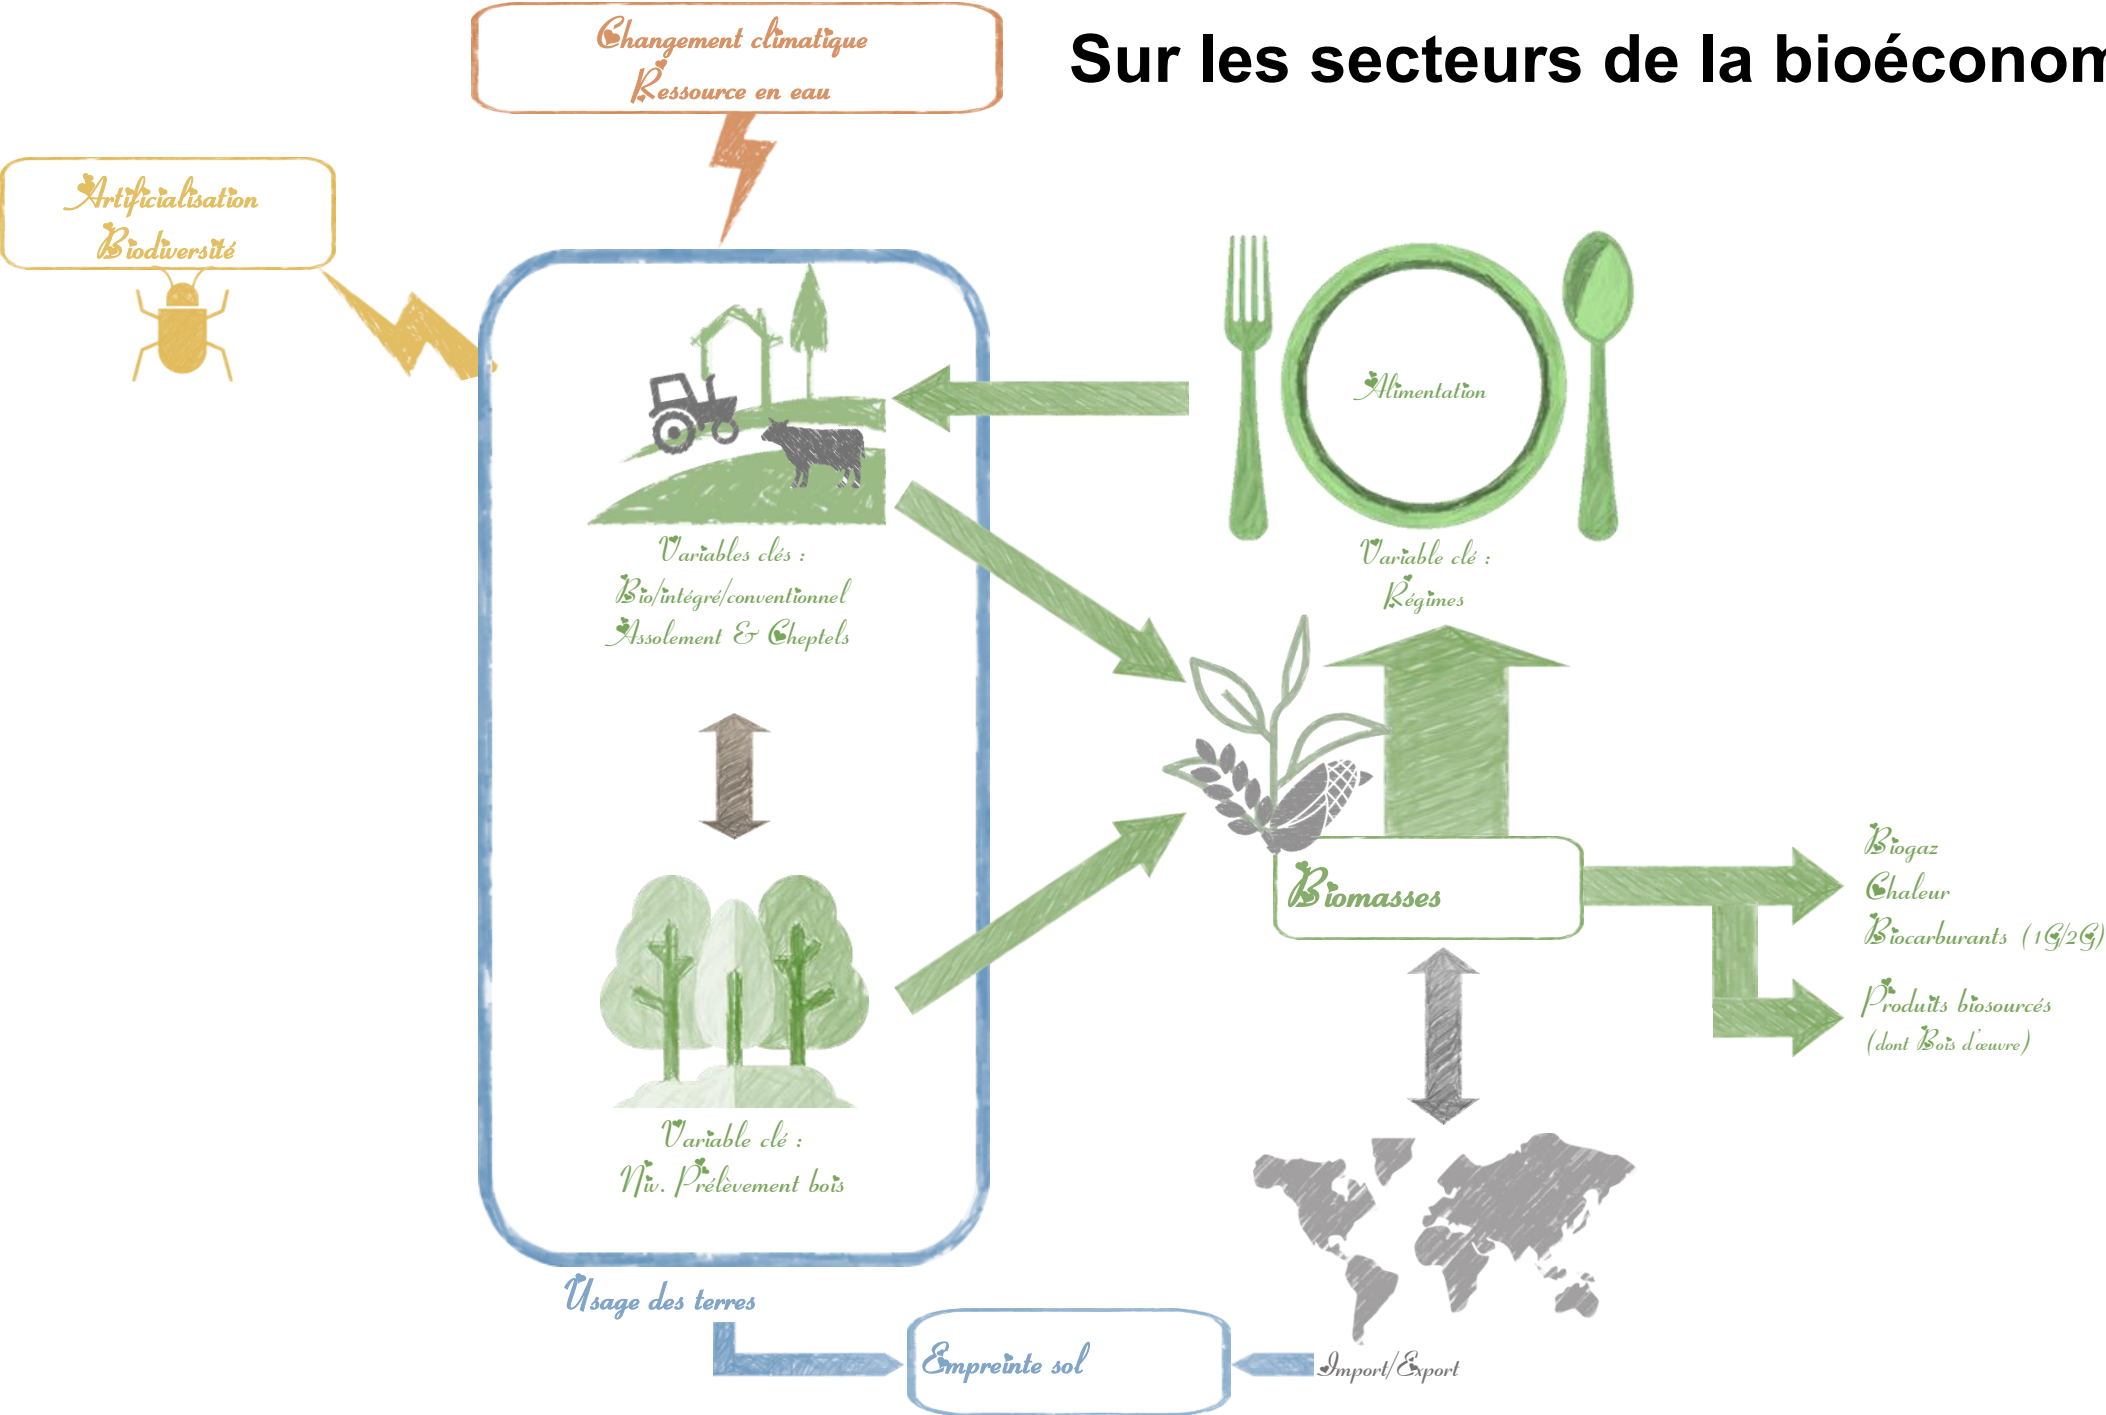 Sur les secteurs de la bioéconom
Changement climatique
Ressource en eau
Artificialisation
Biodiversité
Alimentation
Variables clés :
Bio/intégré/conventionnel
Assolement & Cheptels
Variable clé :
Régimes
Biomasses
Biogaz
Chaleur
Biocarburants (1G/2G)
Produits biosourcés
(dont Bois d'œuvre)
Variable clé :
Niv. Prélèvement bois
Usage des terres
Empreinte sol
Import/Export